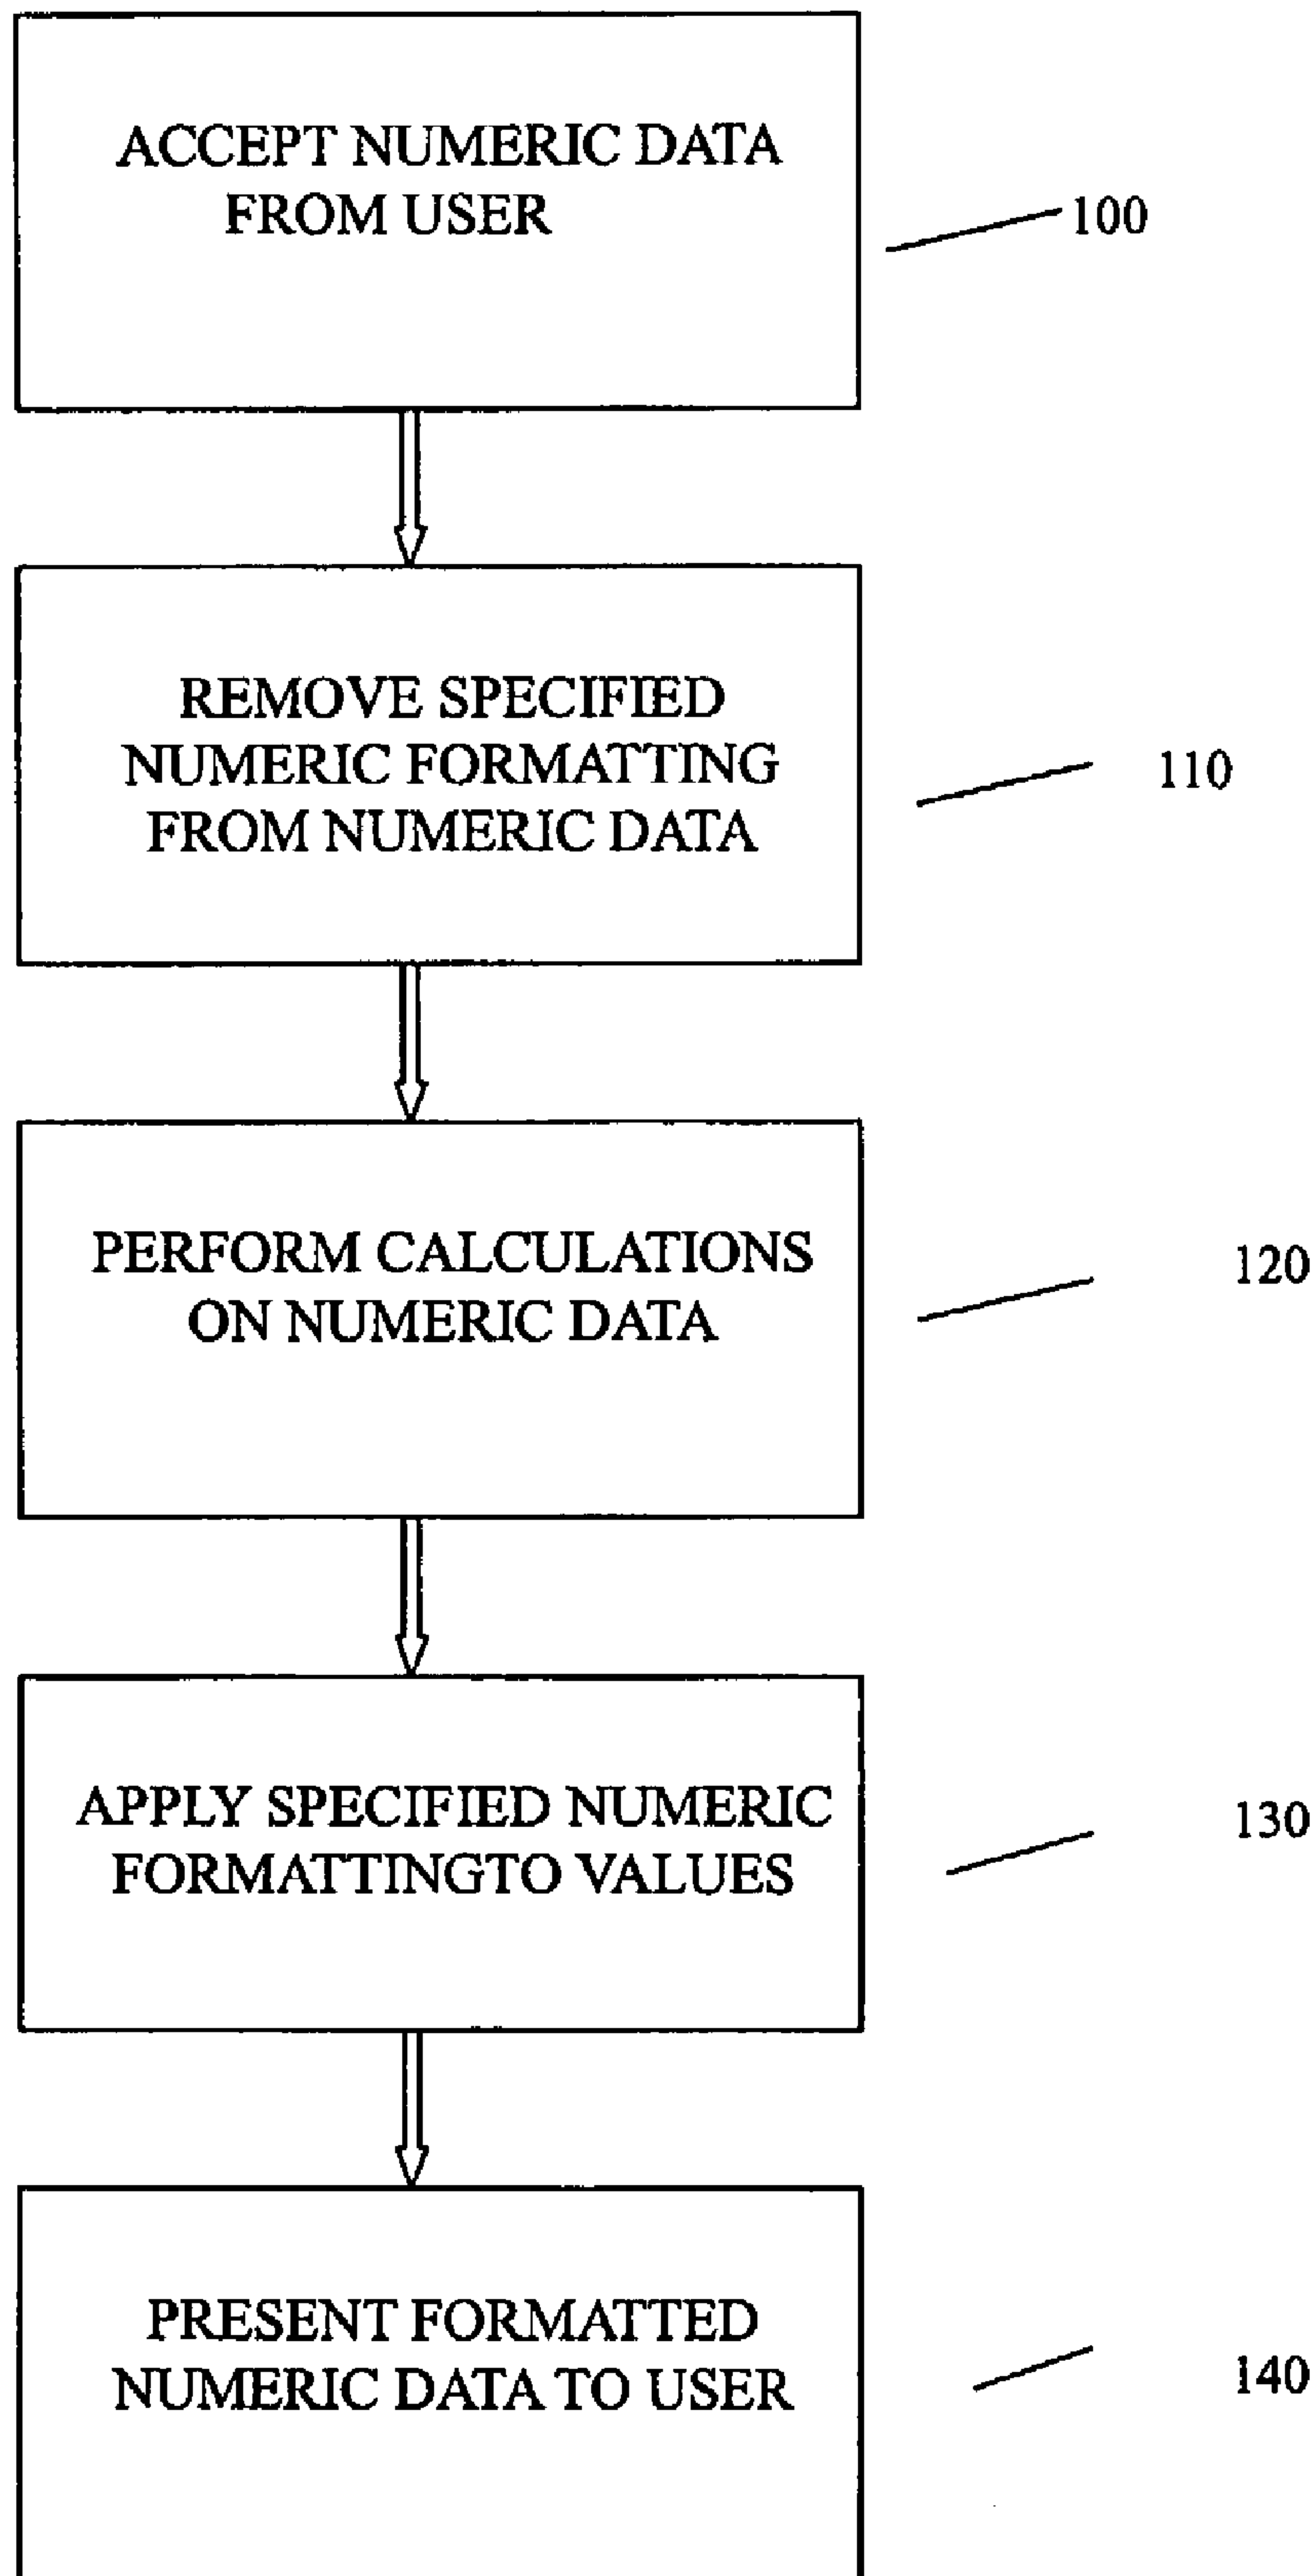 ACCEPT NUMERIC DATA
FROM USER
100
REMOVE SPECIFIED
NUMERIC FORMATTING
FROM NUMERIC DATA
110
PERFORM CALCULATIONS
ON NUMERIC DATA
120
APPLY SPECIFIED NUMERIC
FORMATTINGTO VALUES
130
PRESENT FORMATTED
NUMERIC DATA TO USER
140